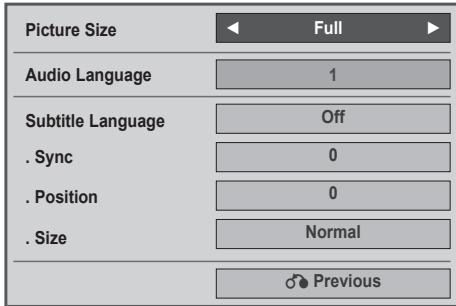 Picture Size Full
Audio Language 1
Subtitle Language Off
. Sync 0
. Position 0
. Size Normal
Previous